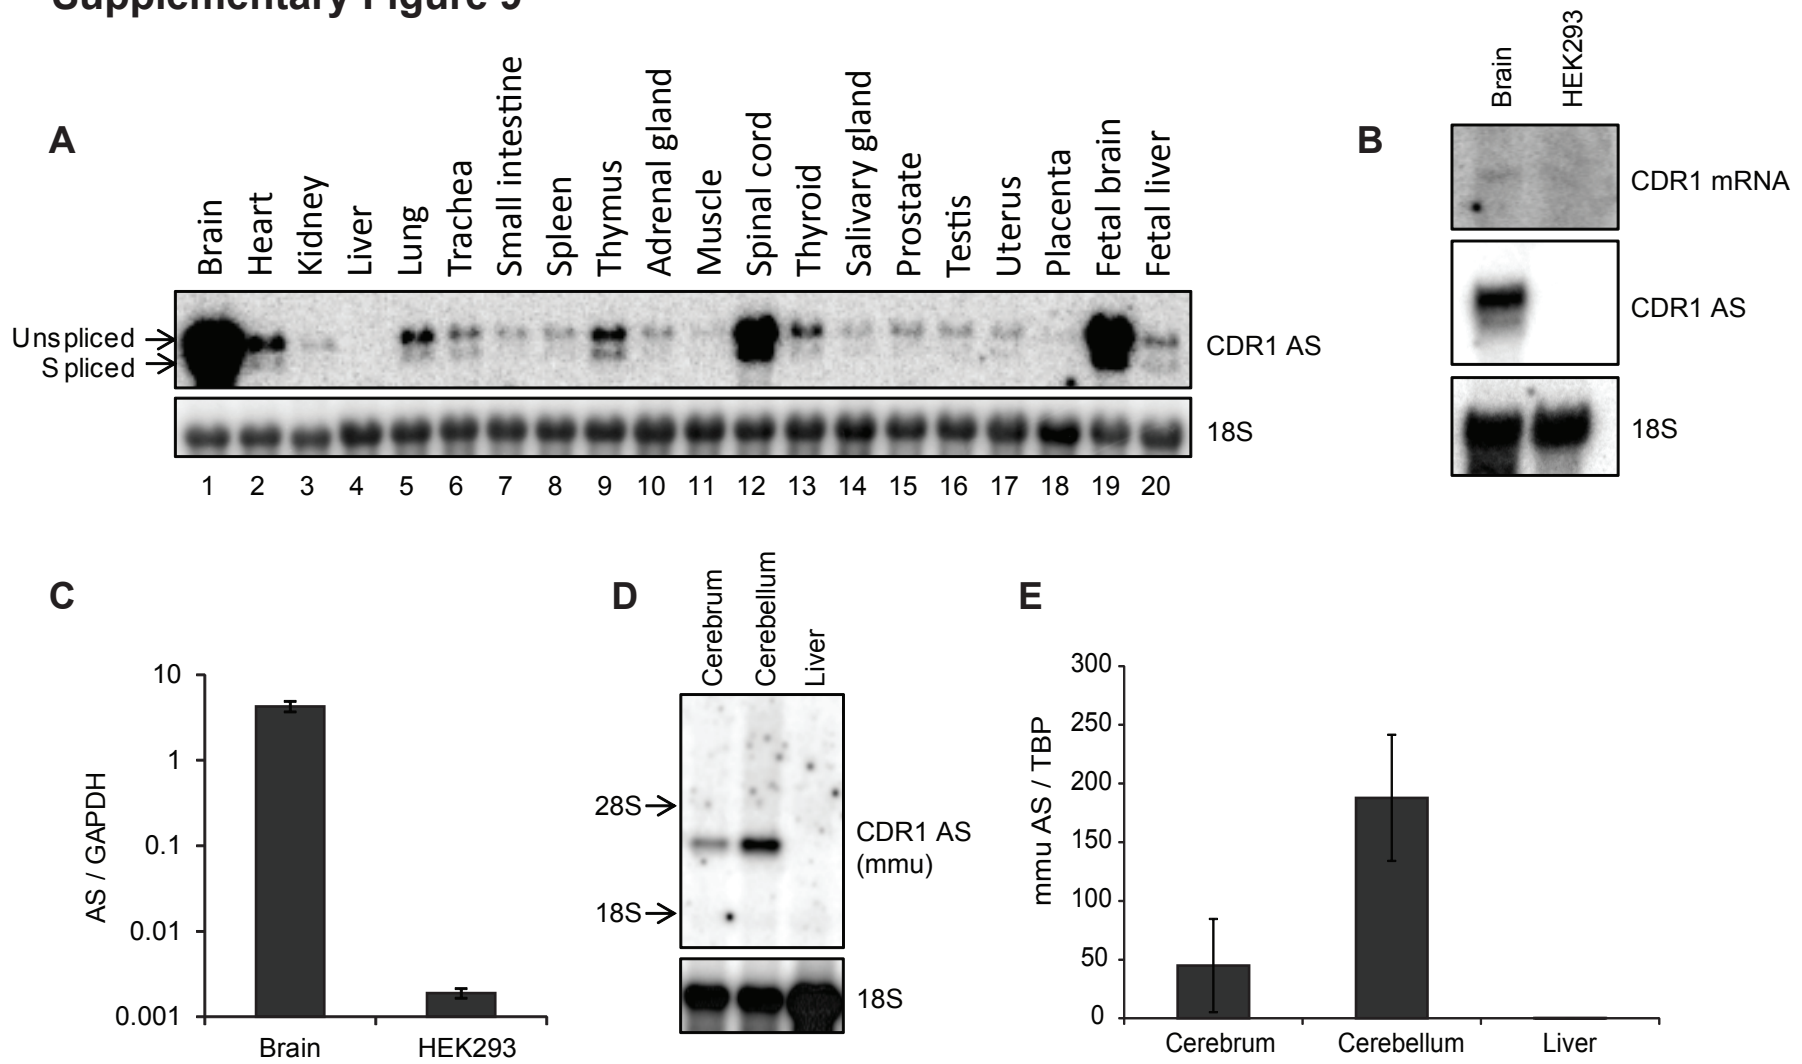 Supplementary Figure 9
A
Brain
Heart
Kidney
Liver
Lung
Trachea
Small intestine
Spleen
Thymus
Adrenal gland
Muscle
Spinal cord
Thyroid
Salivary gland
Prostate
Testis
Uterus
Placenta
Fetal brain
Fetal liver
Unspliced
Spliced
CDR1 AS
18S
1 2 3 4 5 6 7 8 9 10 11 12 13 14 15 16 17 18 19 20
B
Brain
HEK293
CDR1 mRNA
CDR1 AS
18S
C
AS / GAPDH
10
1
0.1
0.01
0.001
Brain HEK293
D
Cerebrum
Cerebellum
Liver
28S
18S
CDR1 AS
(mmu)
18S
E
mmu AS / TBP
300
250
200
150
100
50
0
Cerebrum Cerebellum Liver